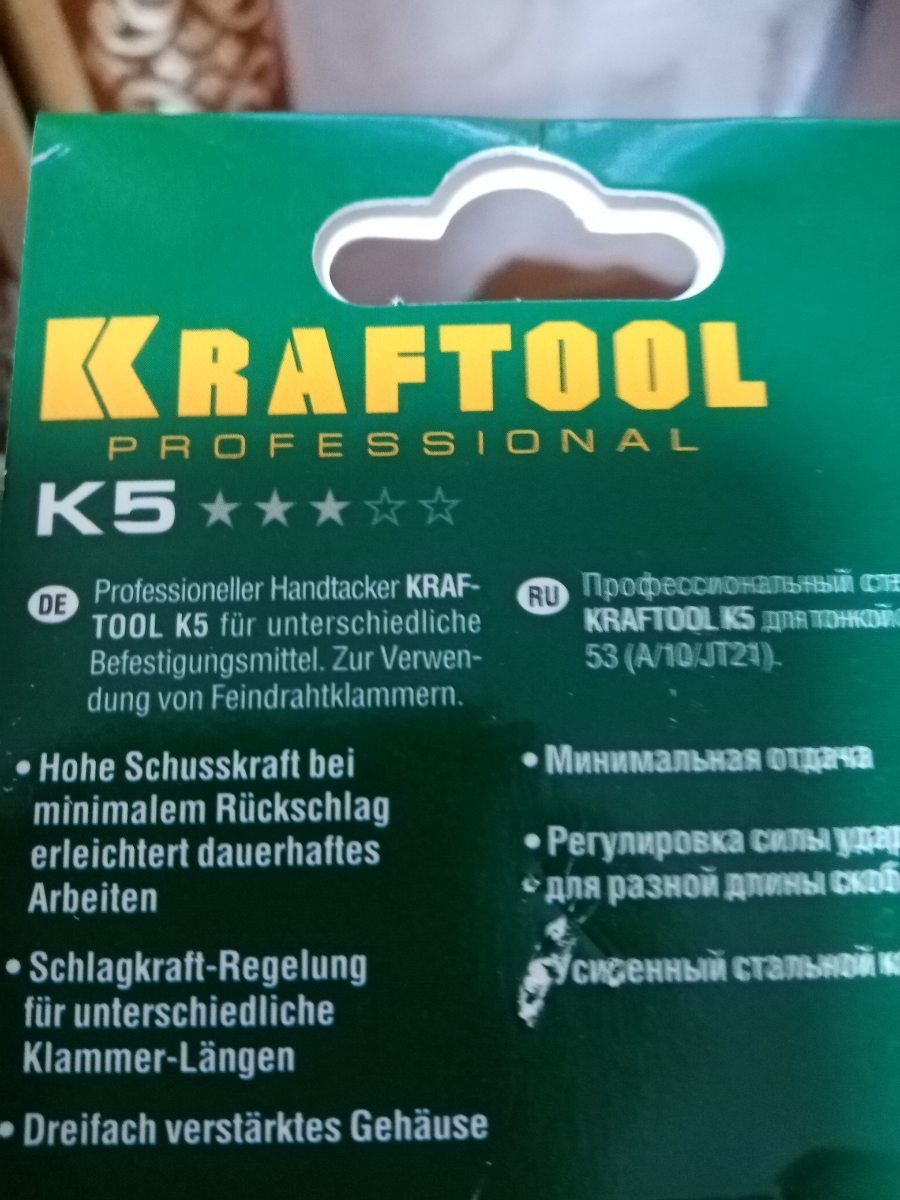 KRAFTOOL
PROFESSIONAL
K5
DE
Professioneller Handtacker KRAF-
TOOL K5 für unterschiedliche
Befestigungsmittel. Zur Verwen-
dung von Feindrahtklammern.
• Hohe Schusskraft bei
minimalem Rückschlag
erleichtert dauerhaftes
Arbeiten
• Schlagkraft-Regelung
für unterschiedliche
Klammer-Längen
• Dreifach verstärktes Gehäuse
RU
Профессиональный
KRAFTOOL K5 для тонкой
53 (A/10/JT21).
• Минимальная отдача
• Регулировка силы
для разной длины
стальной